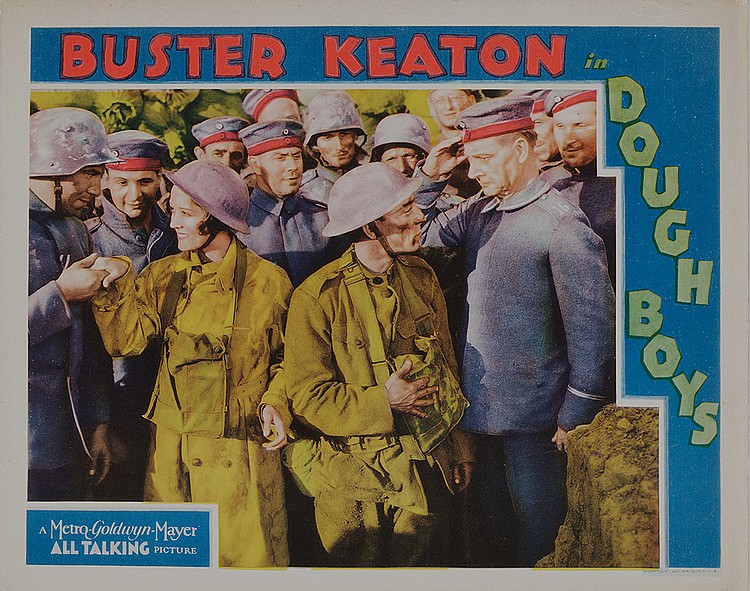 BUSTER KEATON in
DOUGH
BOYS
A Metro-Goldwyn-Mayer
ALL TALKING PICTURE